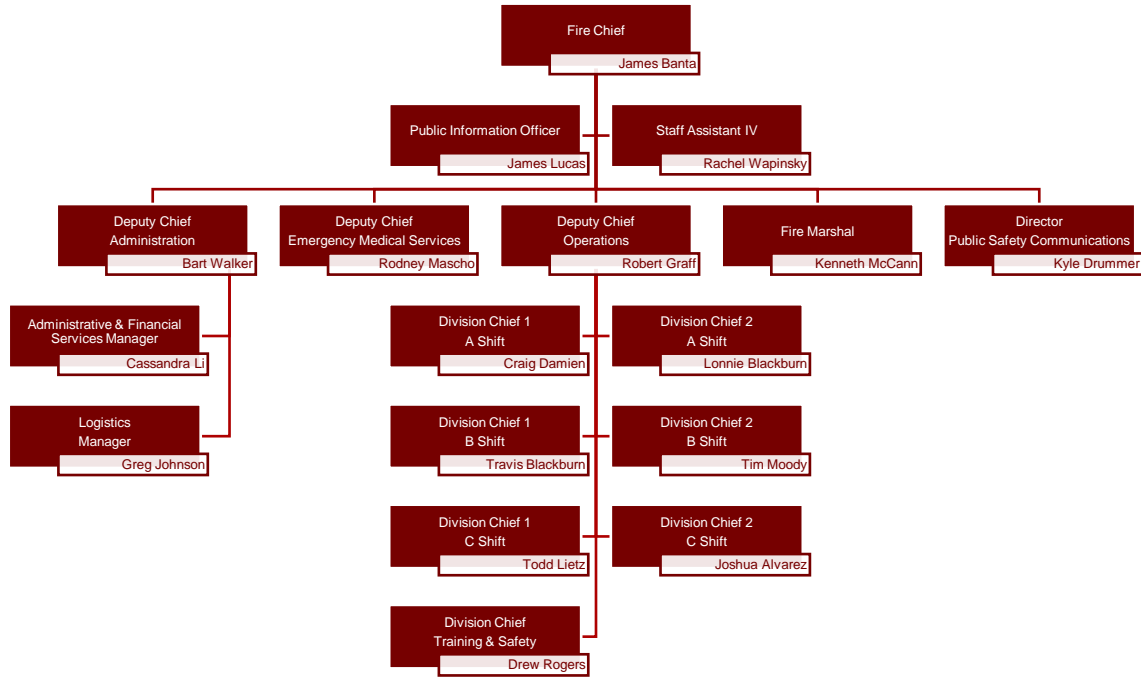 Fire Chief
James Banta
Public Information Officer
James Lucas
Staff Assistant IV
Rachel Wapinsky
Deputy Chief
Administration
Bart Walker
Deputy Chief
Emergency Medical Services
Rodney Mascho
Deputy Chief
Operations
Robert Graff
Fire Marshal
Kenneth McCann
Director
Public Safety Communications
Kyle Drummer
Administrative & Financial
Services Manager
Cassandra Li
Division Chief 1
A Shift
Craig Damien
Division Chief 2
A Shift
Lonnie Blackburn
Logistics
Manager
Greg Johnson
Division Chief 1
B Shift
Travis Blackburn
Division Chief 2
B Shift
Tim Moody
Division Chief 1
C Shift
Todd Lietz
Division Chief 2
C Shift
Joshua Alvarez
Division Chief
Training & Safety
Drew Rogers